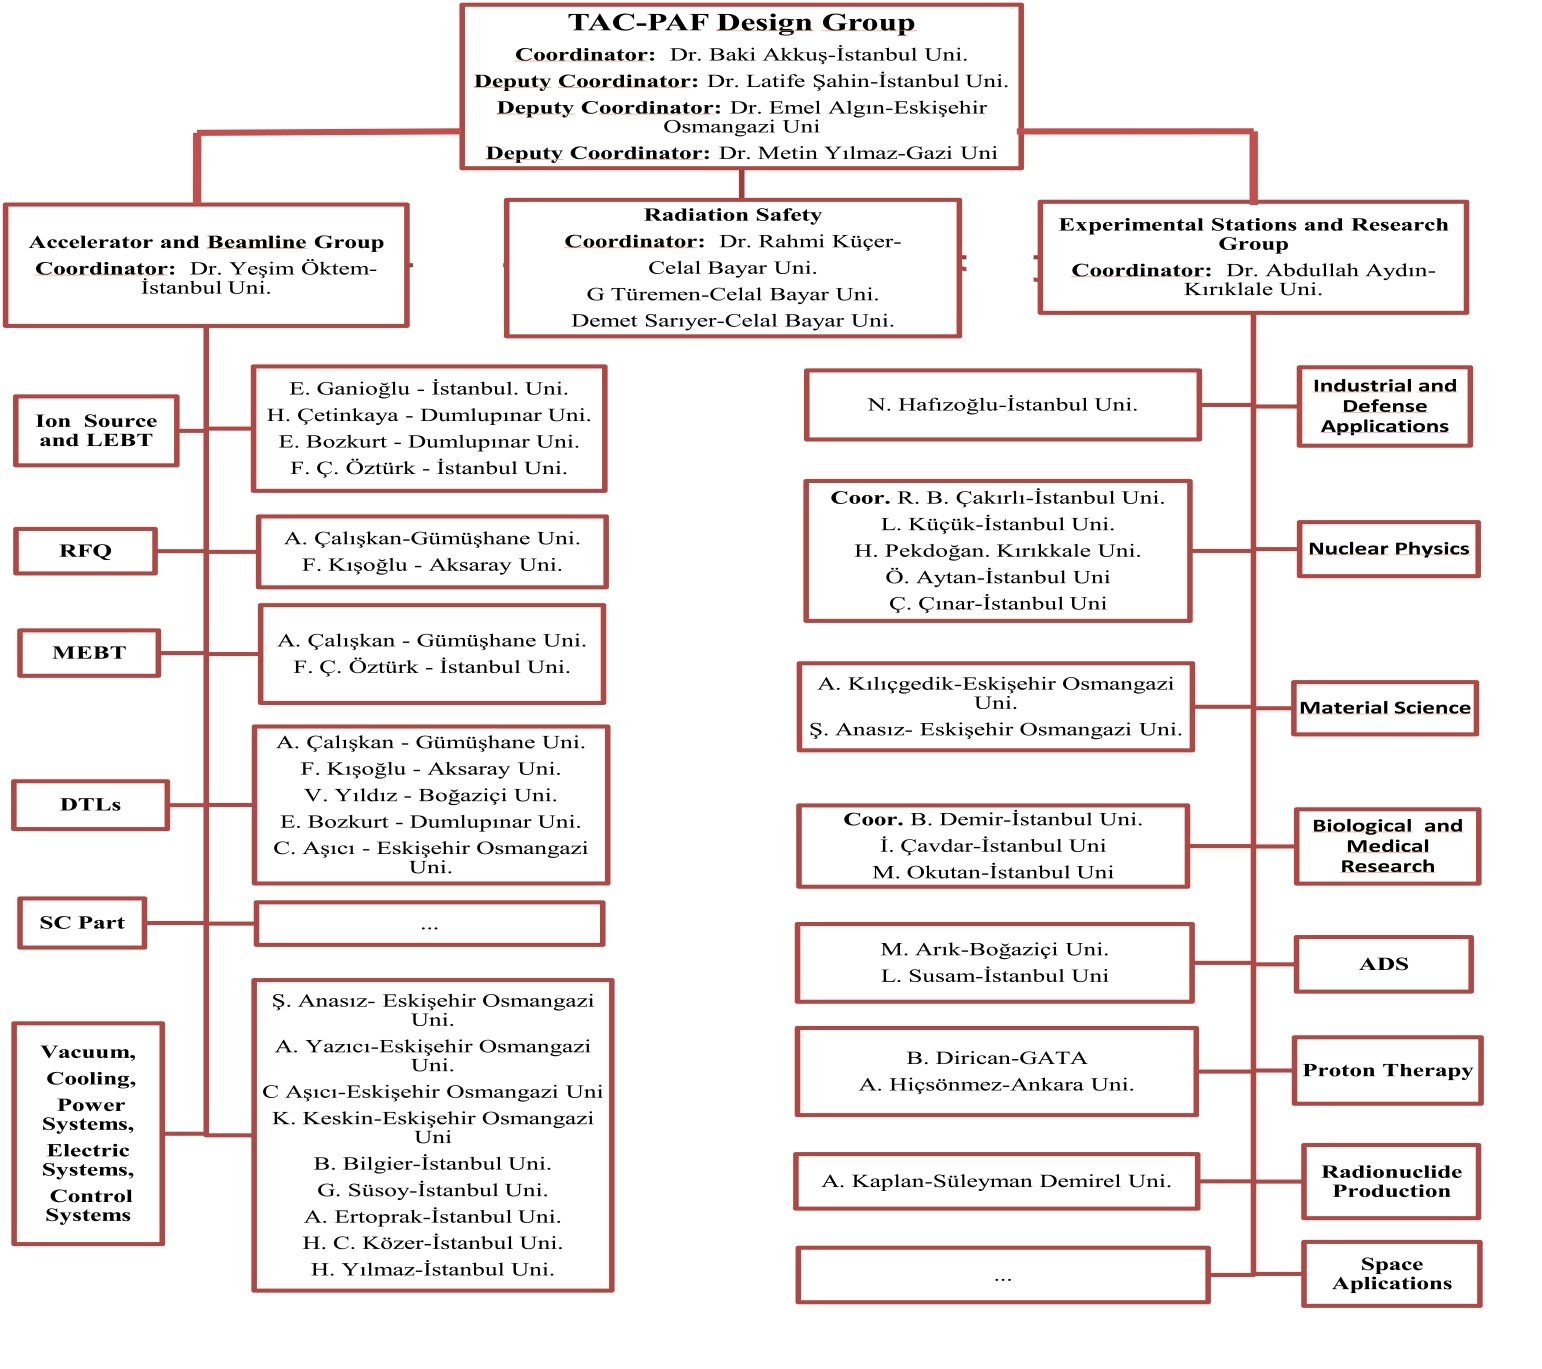 TAC-PAF Design Group
Coordinator: Dr. Baki Akkuş-İstanbul Uni.
Deputy Coordinator: Dr. Latife Şahin-İstanbul Uni.
Deputy Coordinator: Dr. Emel Algın-Eskişehir
Osmangazi Uni
Deputy Coordinator: Dr. Metin Yılmaz-Gazi Uni
Accelerator and Beamline Group
Coordinator: Dr. Yeşim Öktem-
İstanbul Uni.
Radiation Safety
Coordinator: Dr. Rahmi Küçer-
Celal Bayar Uni.
G Türemen-Celal Bayar Uni.
Demet Sarıyer-Celal Bayar Uni.
Experimental Stations and Research
Group
Coordinator: Dr. Abdullah Aydın-
Kırıklale Uni.
Ion Source
and LEBT
E. Ganioğlu - İstanbul. Uni.
H. Çetinkaya - Dumlupınar Uni.
E. Bozkurt - Dumlupınar Uni.
F. Ç. Öztürk - İstanbul Uni.
RFQ
A. Çalışkan-Gümüşhane Uni.
F. Kışoğlu - Aksaray Uni.
MEBT
A. Çalışkan - Gümüşhane Uni.
F. Ç. Öztürk - İstanbul Uni.
DTLs
A. Çalışkan - Gümüşhane Uni.
F. Kışoğlu - Aksaray Uni.
V. Yıldız - Boğaziçi Uni.
E. Bozkurt - Dumlupınar Uni.
C. Aşıcı - Eskişehir Osmangazi
Uni.
SC Part
...
Vacuum,
Cooling,
Power
Systems,
Electric
Systems,
Control
Systems
Ş. Anasız- Eskişehir Osmangazi
Uni.
A. Yazıcı-Eskişehir Osmangazi
Uni.
C Aşıcı-Eskişehir Osmangazi Uni
K. Keskin-Eskişehir Osmangazi
Uni
B. Bilgier-İstanbul Uni.
G. Süsoy-İstanbul Uni.
A. Ertoprak-İstanbul Uni.
H. C. Közer-İstanbul Uni.
H. Yılmaz-İstanbul Uni.
N. Hafızoğlu-İstanbul Uni.
Industrial and
Defense
Applications
Coor. R. B. Çakırlı-İstanbul Uni.
L. Küçük-İstanbul Uni.
H. Pekdoğan. Kırıkkale Uni.
Ö. Aytan-İstanbul Uni
Ç. Çınar-İstanbul Uni
Nuclear Physics
A. Kılıçgedik-Eskişehir Osmangazi
Uni.
Ş. Anasız- Eskişehir Osmangazi Uni.
Material Science
Coor. B. Demir-İstanbul Uni.
İ. Çavdar-İstanbul Uni
M. Okutan-İstanbul Uni
Biological and
Medical
Research
M. Arık-Boğaziçi Uni.
L. Susam-İstanbul Uni
ADS
B. Dirican-GATA
A. Hiçsönmez-Ankara Uni.
Proton Therapy
A. Kaplan-Süleyman Demirel Uni.
Radionuclide
Production
...
Space
Aplications